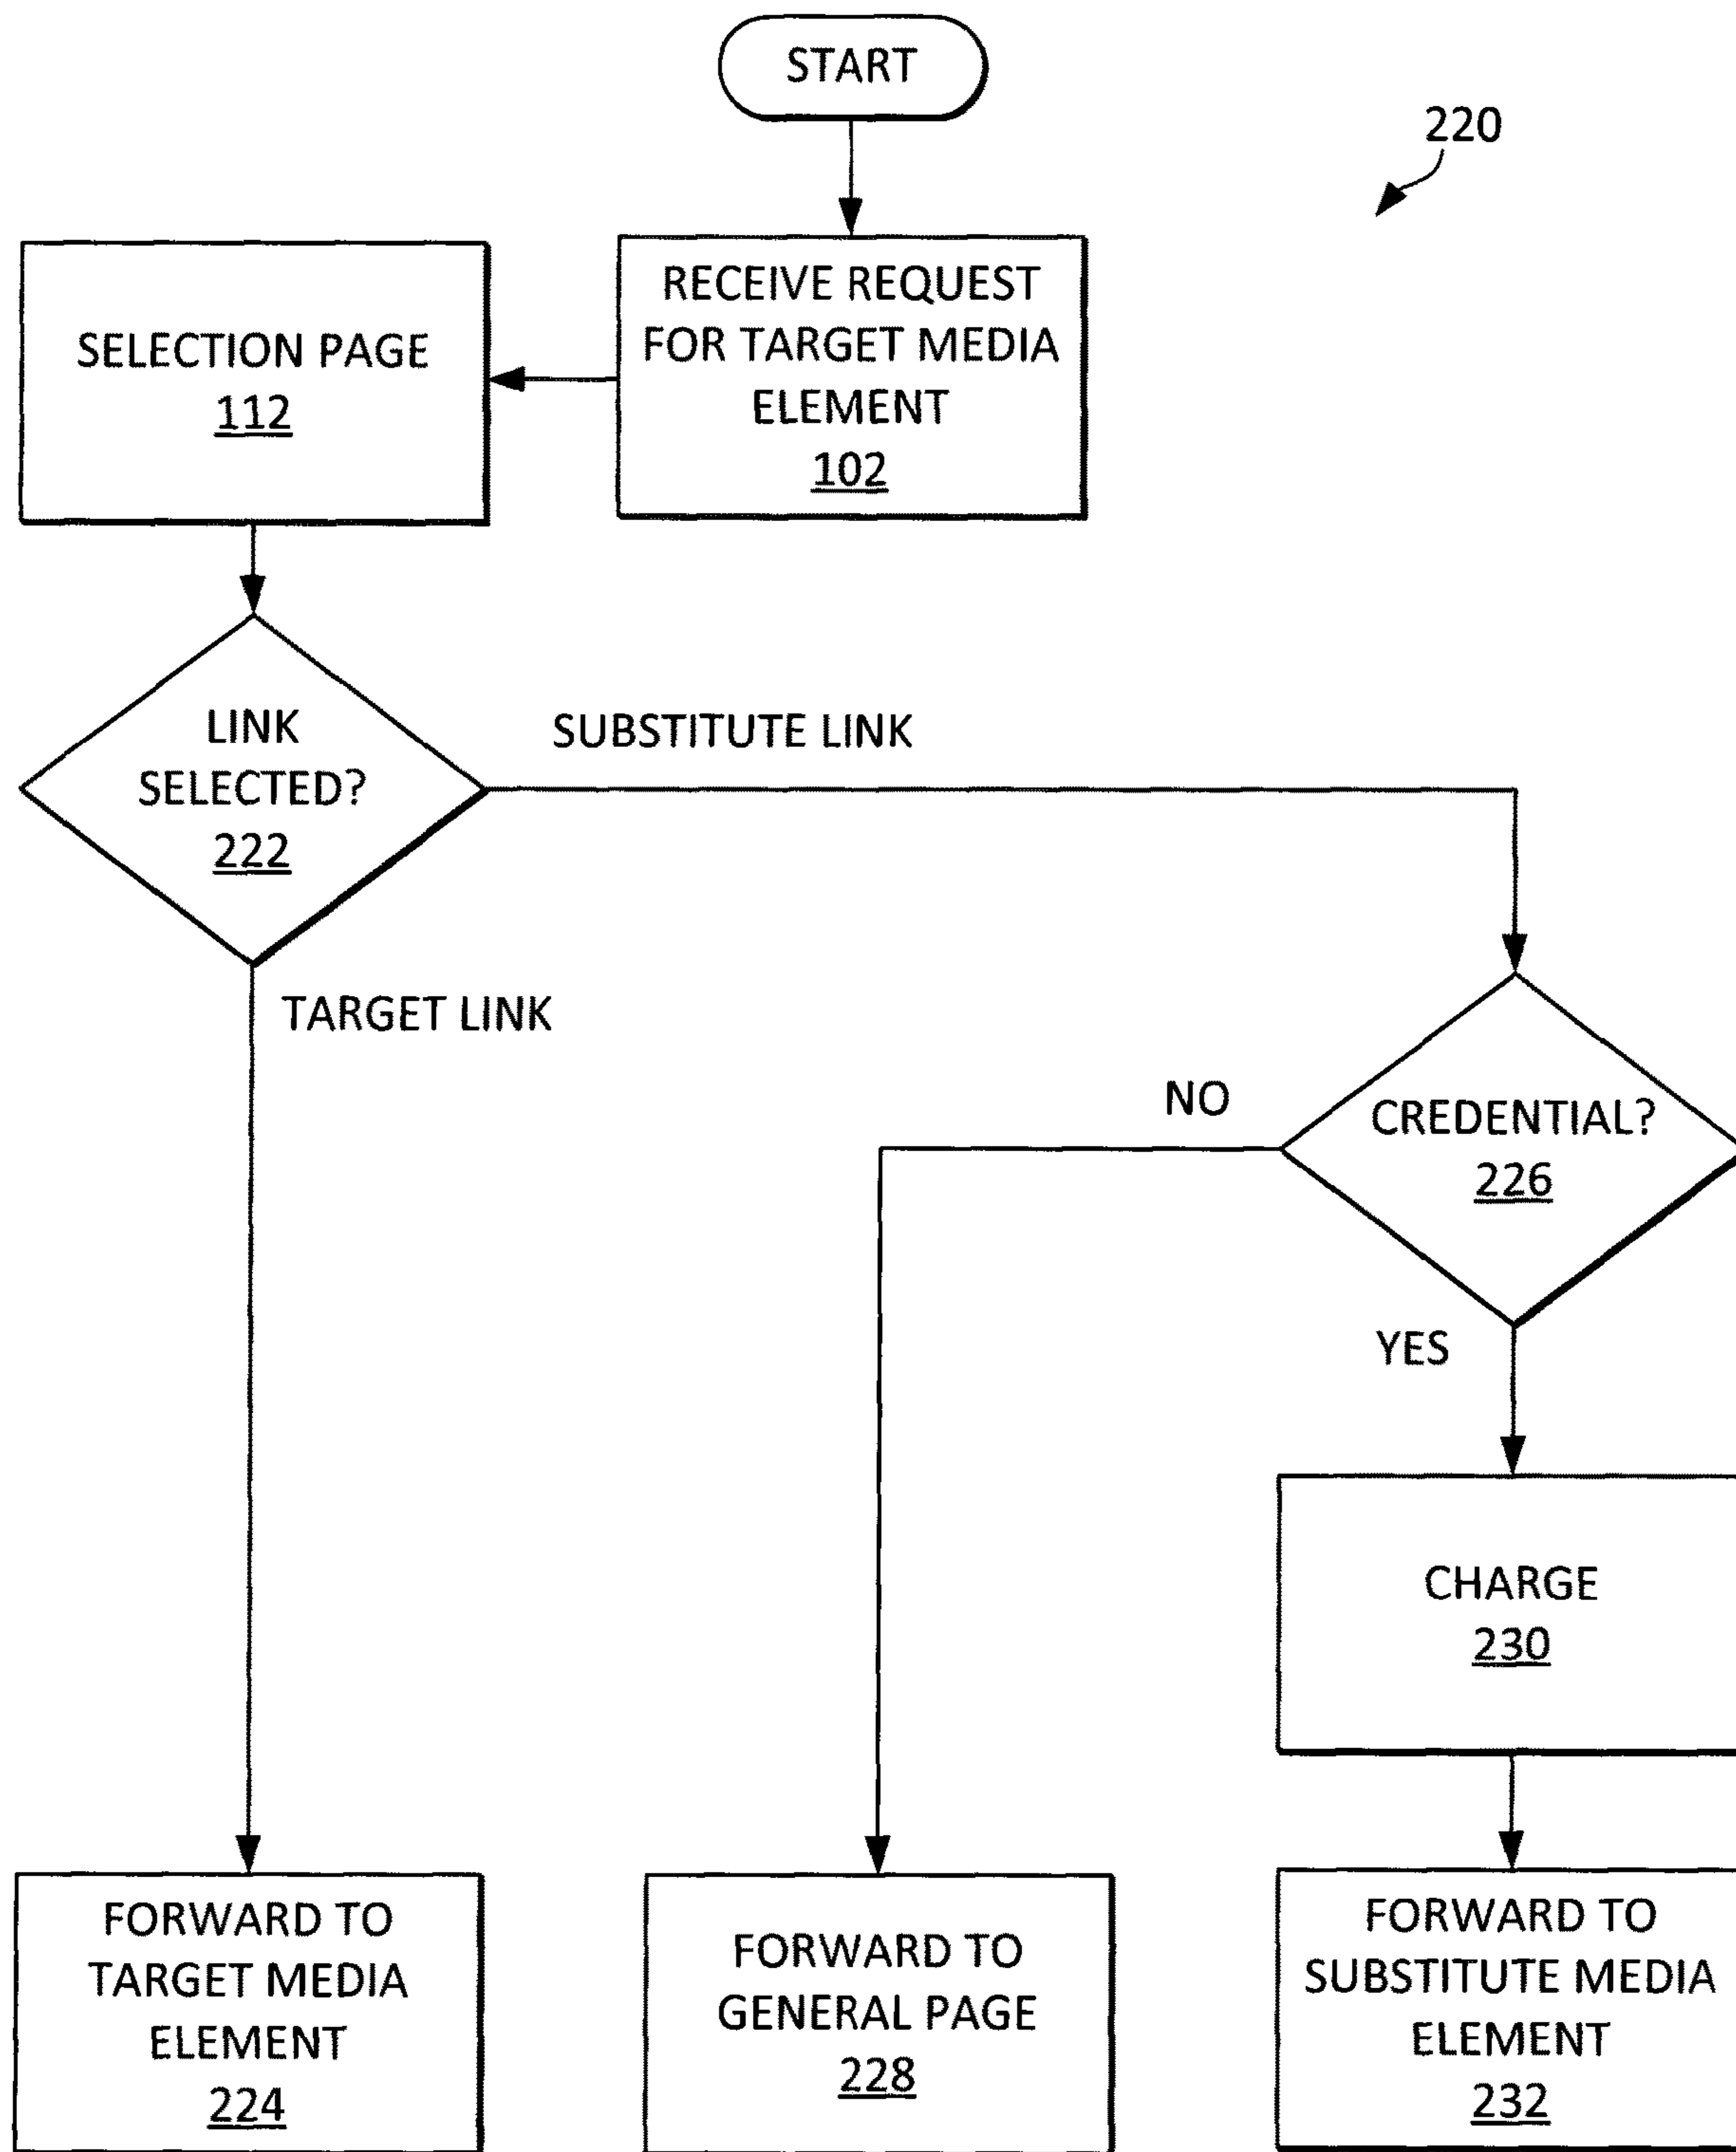 START
220
RECEIVE REQUEST
FOR TARGET MEDIA
ELEMENT
102
SELECTION PAGE
112
LINK
SELECTED?
222
SUBSTITUTE LINK
TARGET LINK
CREDENTIAL?
226
NO
YES
CHARGE
230
FORWARD TO
TARGET MEDIA
ELEMENT
224
FORWARD TO
GENERAL PAGE
228
FORWARD TO
SUBSTITUTE MEDIA
ELEMENT
232